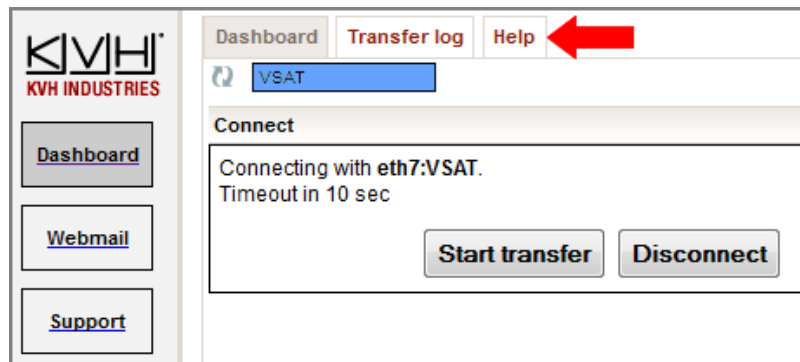 KVH
KVH INDUSTRIES
Dashboard
Webmail
Support
Dashboard Transfer log Help
VSAT
Connect
Connecting with eth7:VSAT.
Timeout in 10 sec
Start transfer Disconnect